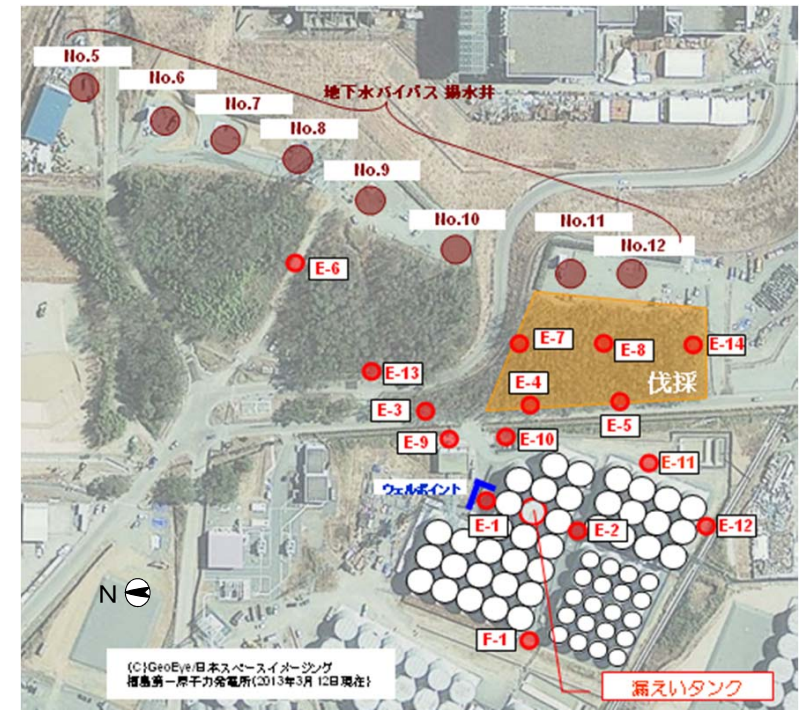 No.5
No.6
No.7
地下水バイパス 揚水井
No.8
No.9
No.10
No.11
No.12
E-6
E-7
E-8
E-14
E-13
E-4
伐採
E-3
E-5
E-9
E-10
E-11
ウェルポイント
E-1
E-2
E-12
N
F-1
(C)GeoEye/日本スペースイメージング
福島第一原子力発電所(2013年3月12日現在)
漏えいタンク